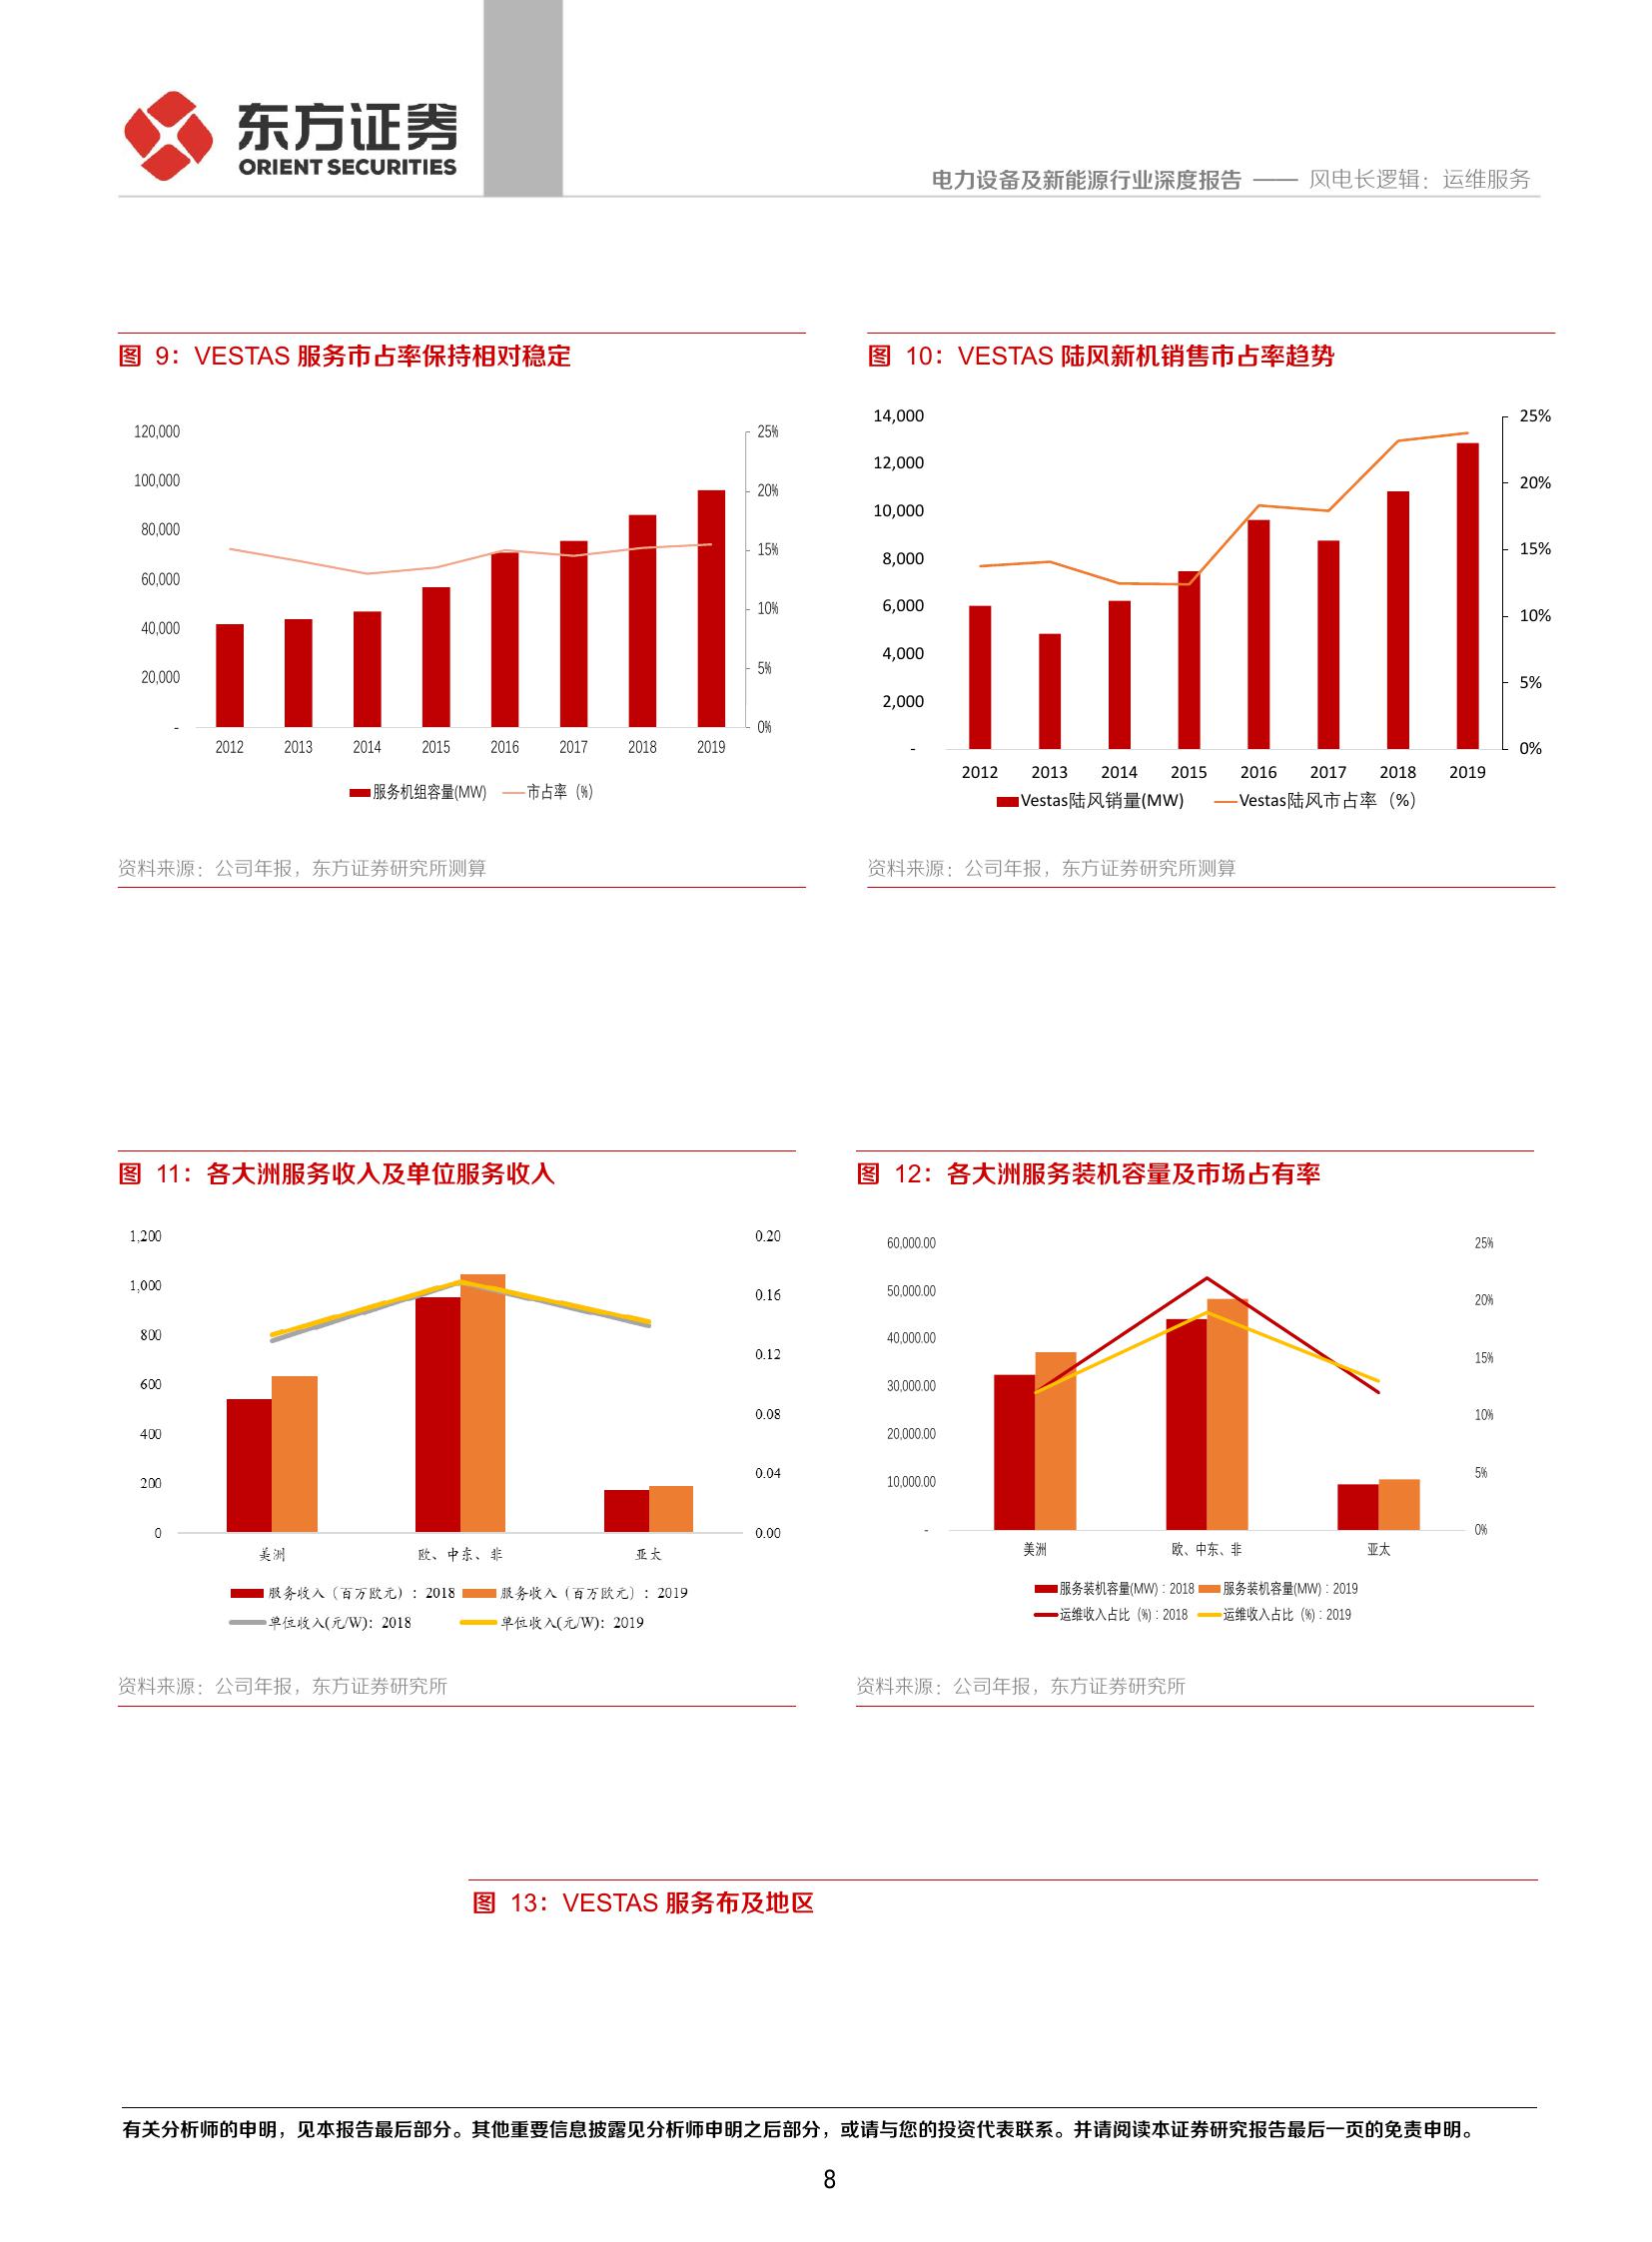 东方证券
ORIENT SECURITIES
电力设备及新能源行业深度报告 —— 风电长逻辑：运维服务
图 9：VESTAS 服务市占率保持相对稳定
120,000
100,000
80,000
60,000
40,000
20,000
-
25%
20%
15%
10%
5%
0%
2012 2013 2014 2015 2016 2017 2018 2019
服务机组容量(MW) 市占率（%）
资料来源：公司年报，东方证券研究所测算
图 10：VESTAS 陆风新机销售市占率趋势
14,000
12,000
10,000
8,000
6,000
4,000
2,000
-
25%
20%
15%
10%
5%
0%
2012 2013 2014 2015 2016 2017 2018 2019
Vestas陆风销量(MW) Vestas陆风市占率（%）
资料来源：公司年报，东方证券研究所测算
图 11：各大洲服务收入及单位服务收入
1,200
1,000
800
600
400
200
0
0.20
0.16
0.12
0.08
0.04
0.00
美洲 欧、中东、非 亚太
服务收入（百万欧元）：2018 服务收入（百万欧元）：2019
单位收入(元/W)：2018 单位收入(元/W)：2019
资料来源：公司年报，东方证券研究所
图 12：各大洲服务装机容量及市场占有率
60,000.00
50,000.00
40,000.00
30,000.00
20,000.00
10,000.00
-
25%
20%
15%
10%
5%
0%
美洲 欧、中东、非 亚太
服务装机容量(MW)：2018 服务装机容量(MW)：2019
运维收入占比（%)：2018 运维收入占比（%)：2019
资料来源：公司年报，东方证券研究所
图 13：VESTAS 服务布及地区
有关分析师的申明，见本报告最后部分。其他重要信息披露见分析师申明之后部分，或请与您的投资代表联系。并请阅读本证券研究报告最后一页的免责申明。
8